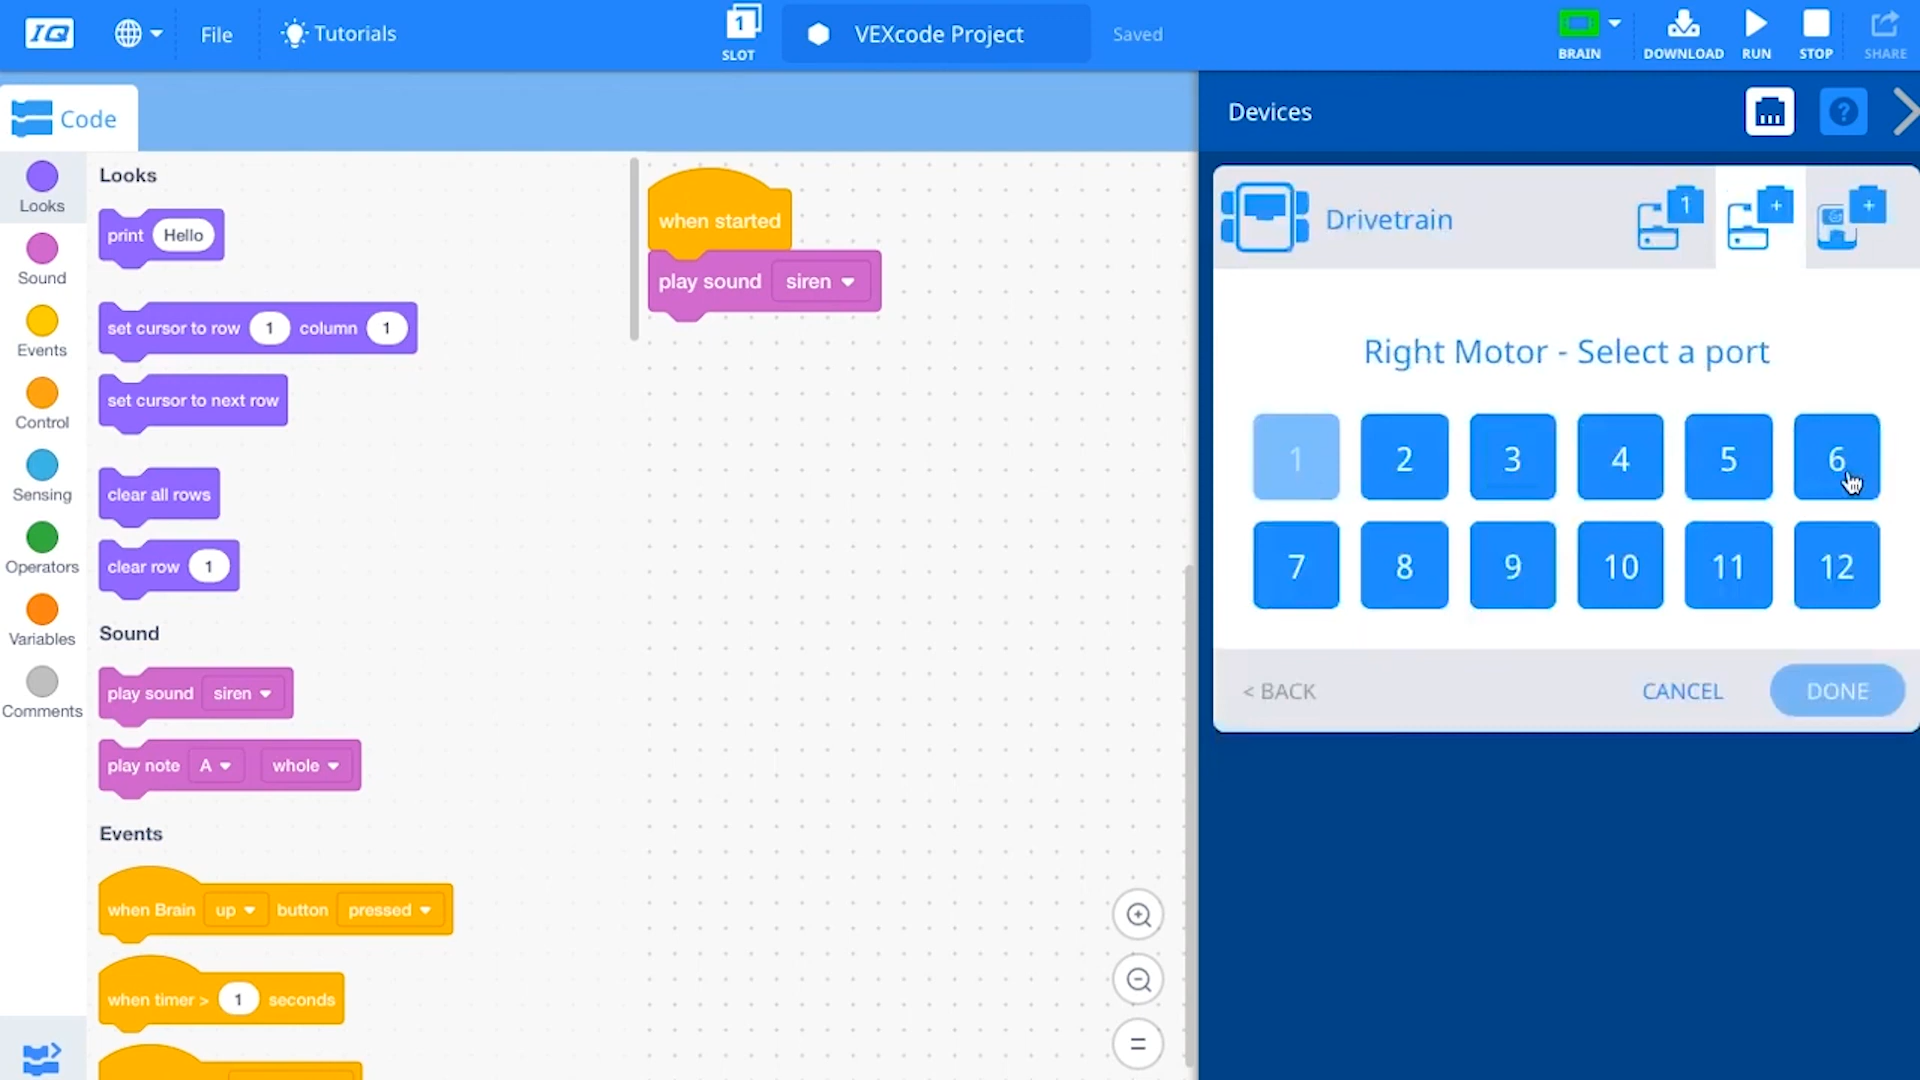 IQ
File
Tutorials
1
SLOT
VEXcode Project
Saved
BRAIN
DOWNLOAD
RUN
STOP
SHARE
Code
Looks
Sound
Events
Control
Sensing
Operators
Variables
Comments
Looks
print Hello
set cursor to row 1 column 1
set cursor to next row
clear all rows
clear row 1
Sound
play sound siren
play note A whole
Events
when Brain up button pressed
when timer > 1 seconds
when started
play sound siren
=
Devices
?
Drivetrain
1
+
+
Right Motor - Select a port
1 2 3 4 5 6
7 8 9 10 11 12
< BACK
CANCEL
DONE